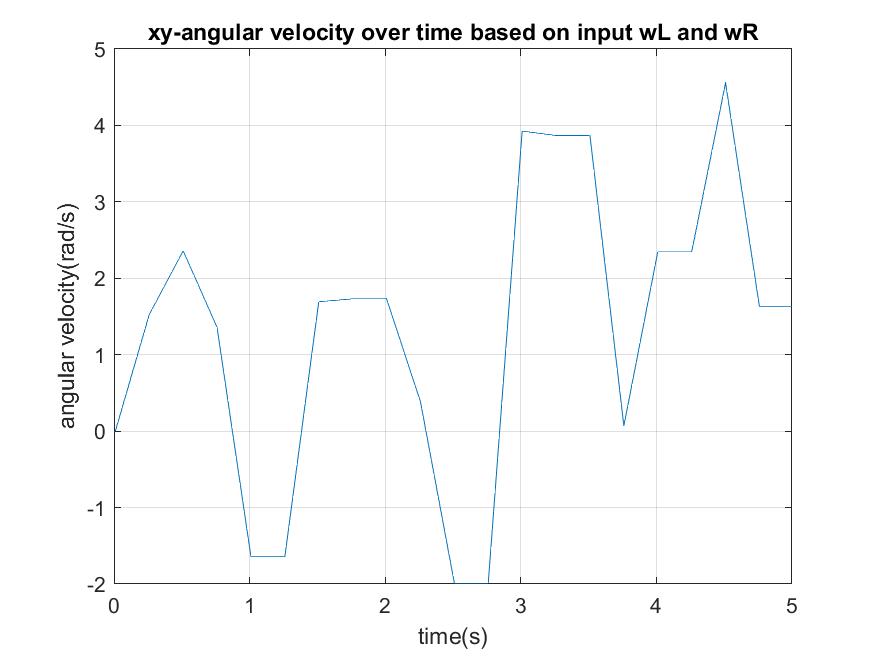 xy-angular velocity over time based on input wL and wR
5
4
3
2
1
0
-1
-2
angular velocity(rad/s)
0 1 2 3 4 5
time(s)